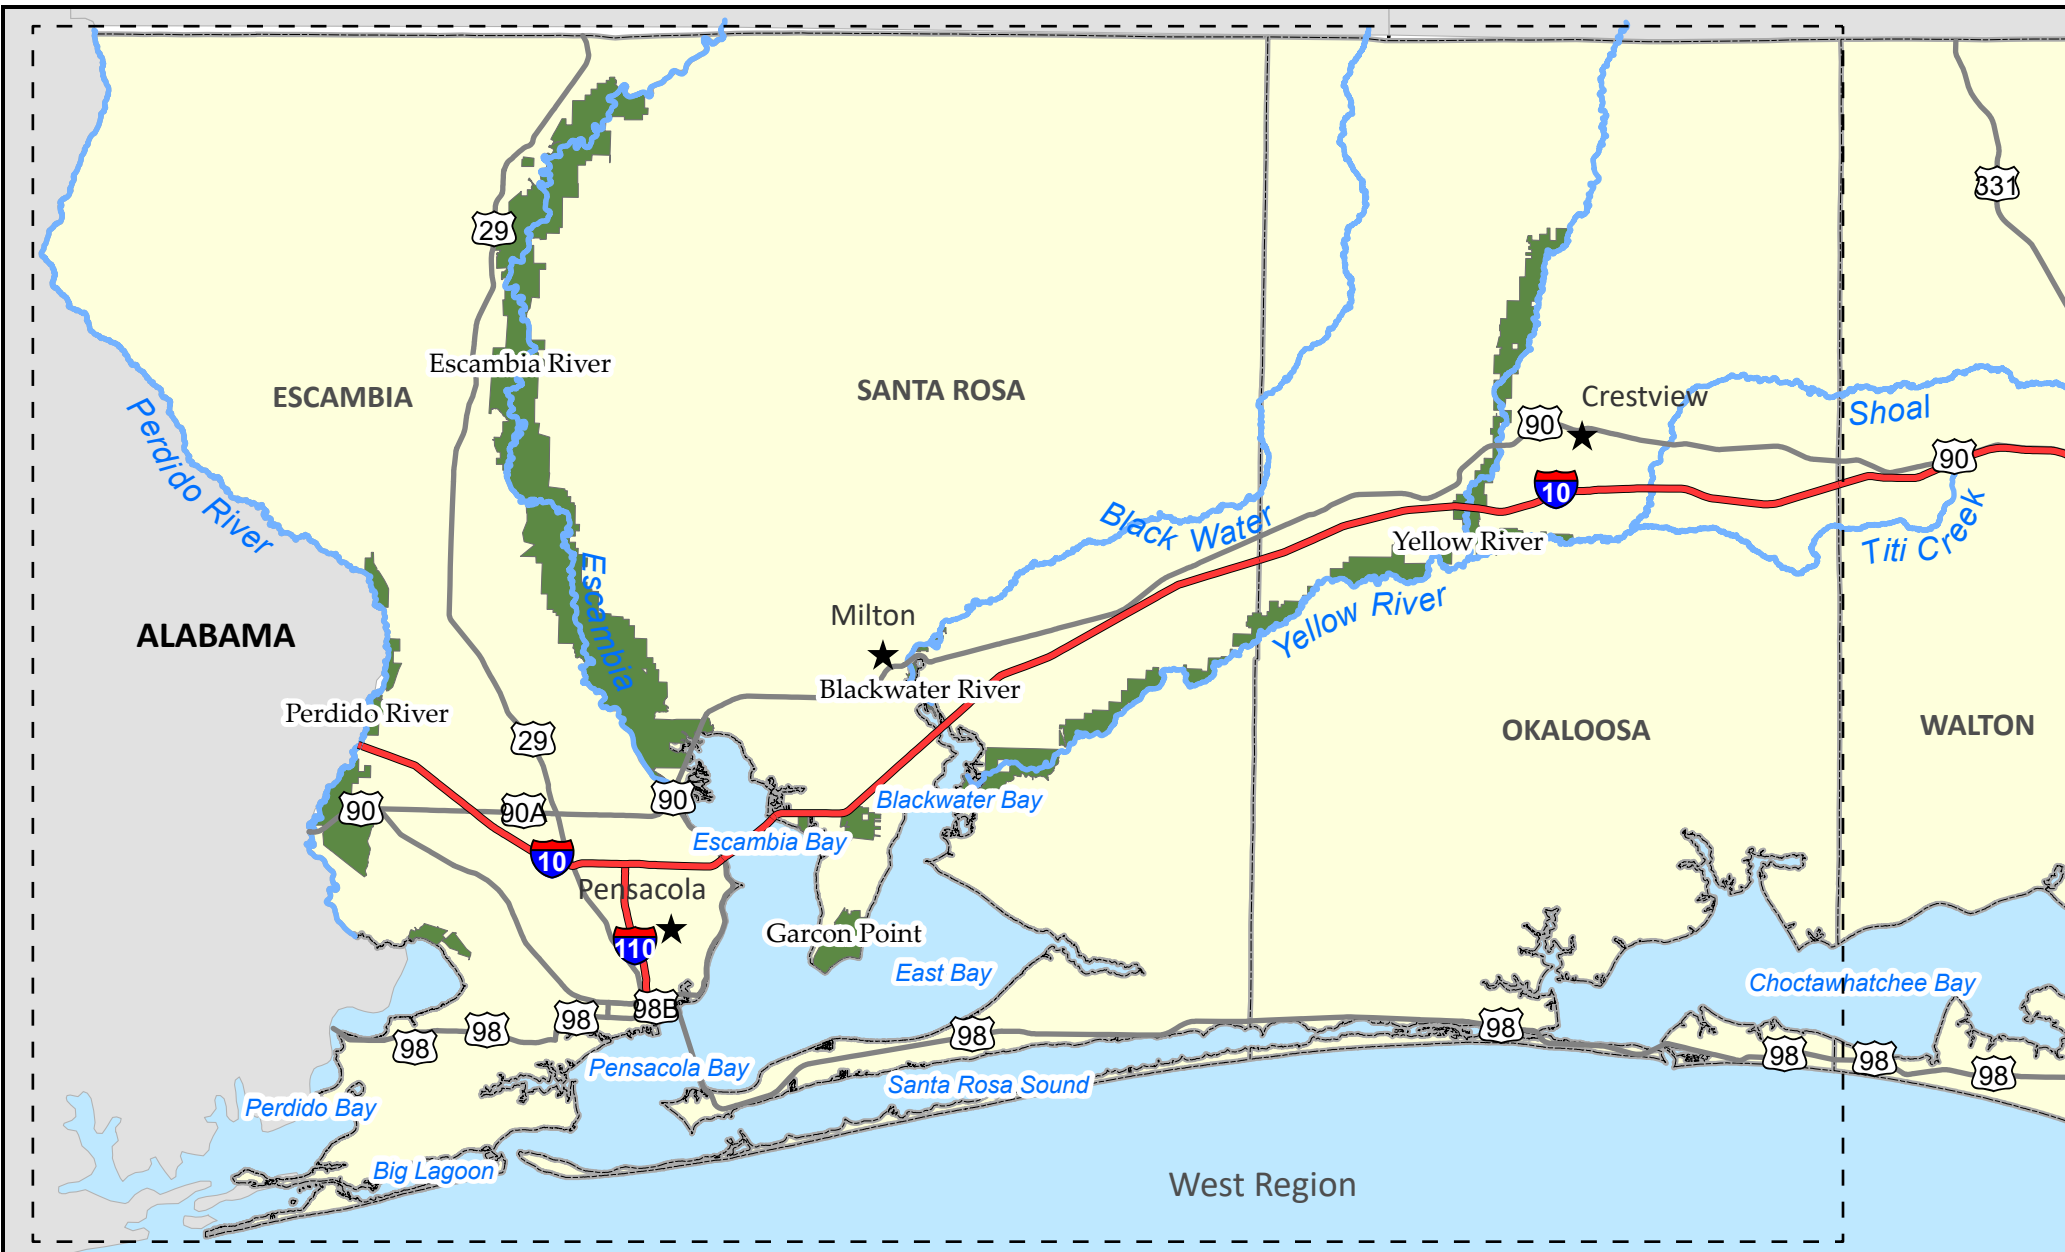 331
29
Escambia River
ESCAMBIA
SANTA ROSA
Crestview
Shoal
90
90
10
Perdido River
Black Water
Yellow River
Titi Creek
Escambia
Yellow River
Milton
ALABAMA
Blackwater River
Perdido River
29
OKALOOSA
WALTON
90
90A
90
Blackwater Bay
Escambia Bay
10
Pensacola
110
Garcon Point
East Bay
Choctawhatchee Bay
98B
98
98
98
98
98
98
98
98
Pensacola Bay
Santa Rosa Sound
Perdido Bay
Big Lagoon
West Region